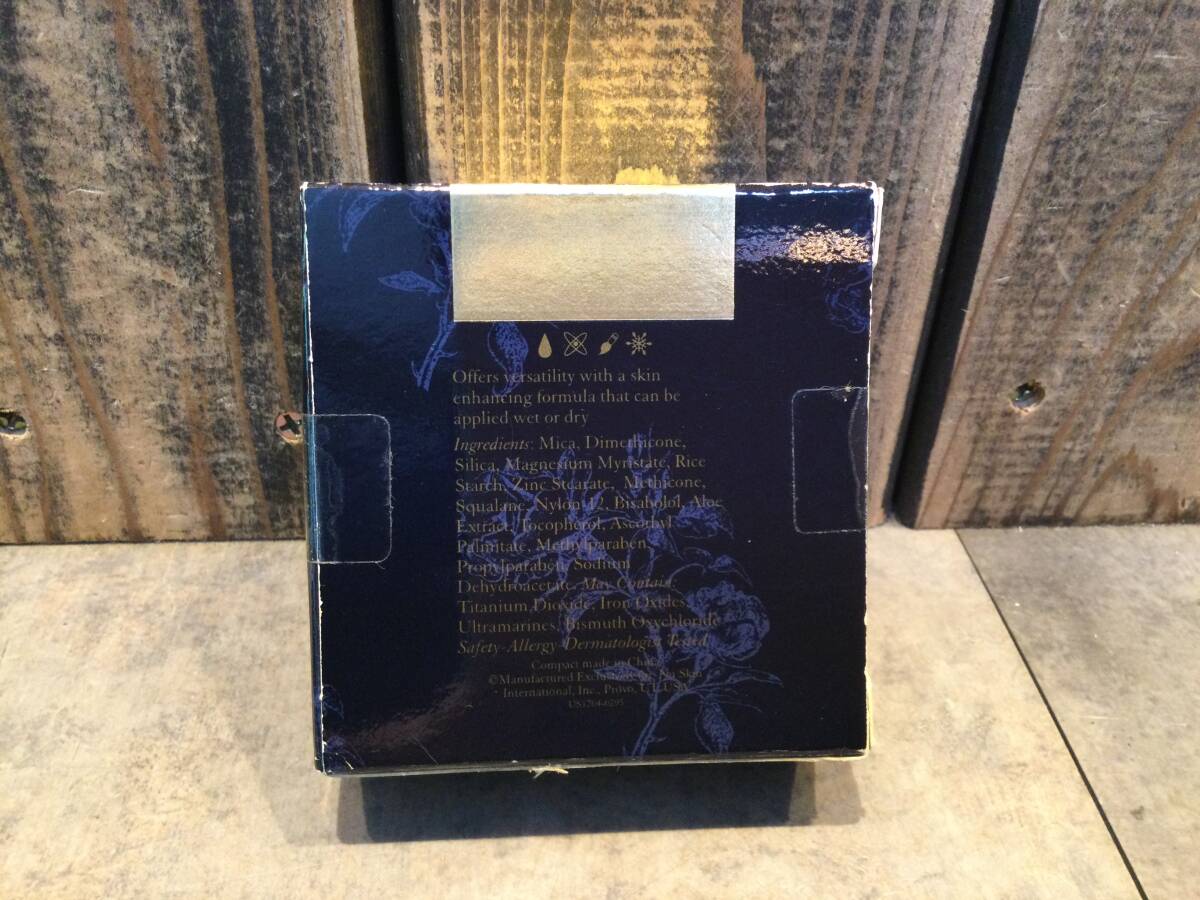 Offers versatility with a skin
enhancing formula that can be
applied wet or dry
Ingredients: Mica, Dimethicone,
Silica, Magnesium Myristate, Rice
Starch, Zinc Stearate, Methicone,
Squalane, Nylon-12, Bisabolol, Aloe
Extract, Tocopherol, Ascorbyl
Palmitate, Methylparaben,
Propylparaben, Sodium
Dehydroacetate. May Contain:
Titanium Dioxide, Iron Oxides,
Ultramarines, Bismuth Oxychloride
Safety-Allergy-Dermatologist Tested
Compact made in
©Manufactured Nu Skin
International, Inc., Provo, UT, USA